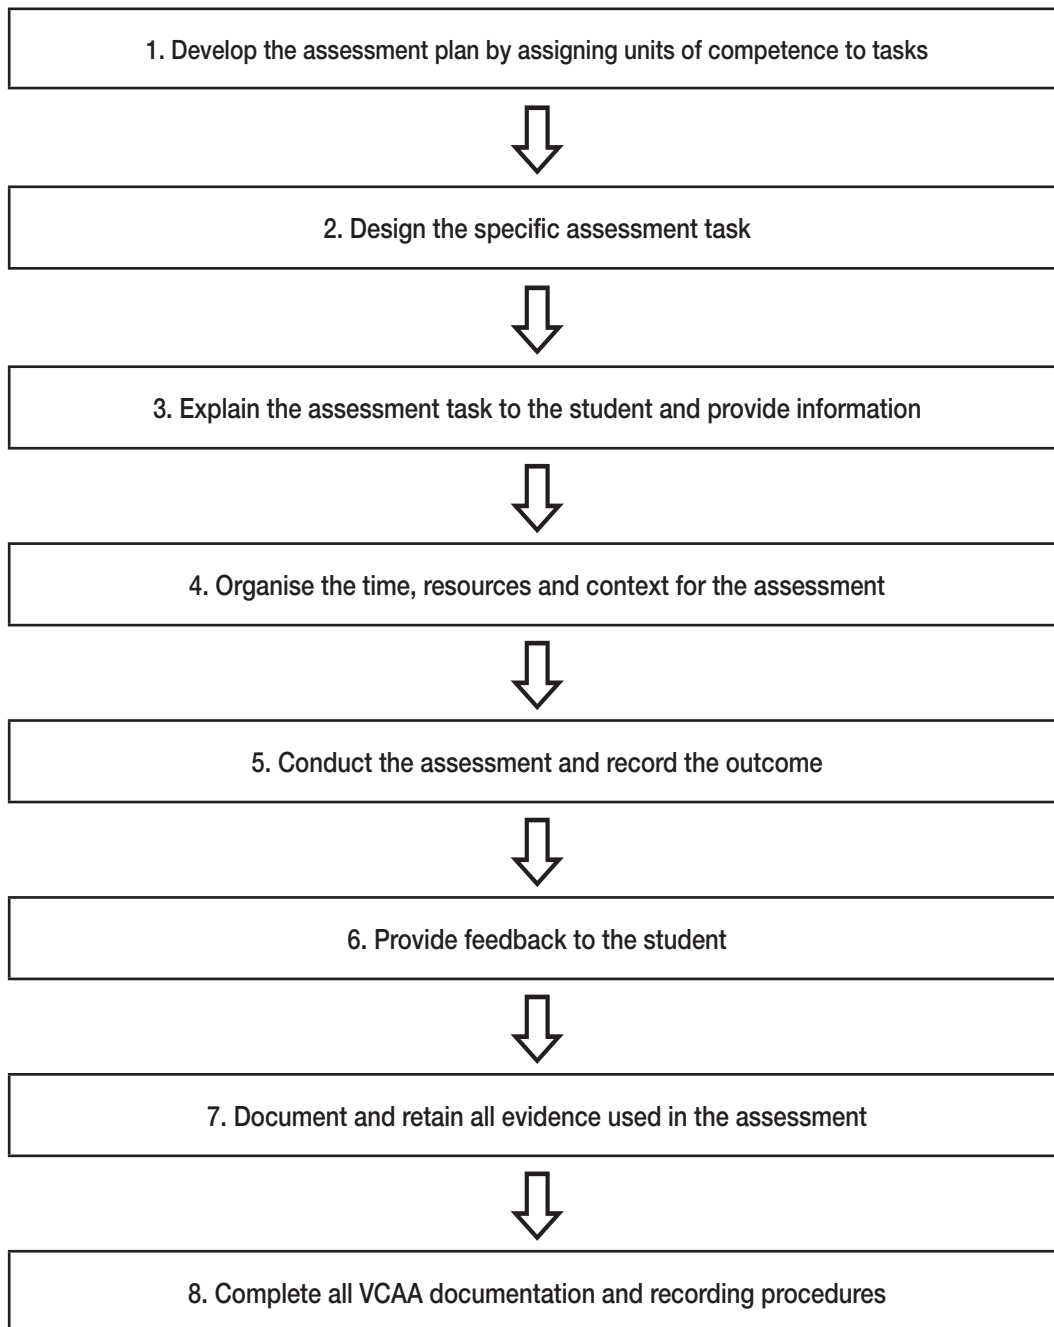 1. Develop the assessment plan by assigning units of competence to tasks
2. Design the specific assessment task
3. Explain the assessment task to the student and provide information
4. Organise the time, resources and context for the assessment
5. Conduct the assessment and record the outcome
6. Provide feedback to the student
7. Document and retain all evidence used in the assessment
8. Complete all VCAA documentation and recording procedures